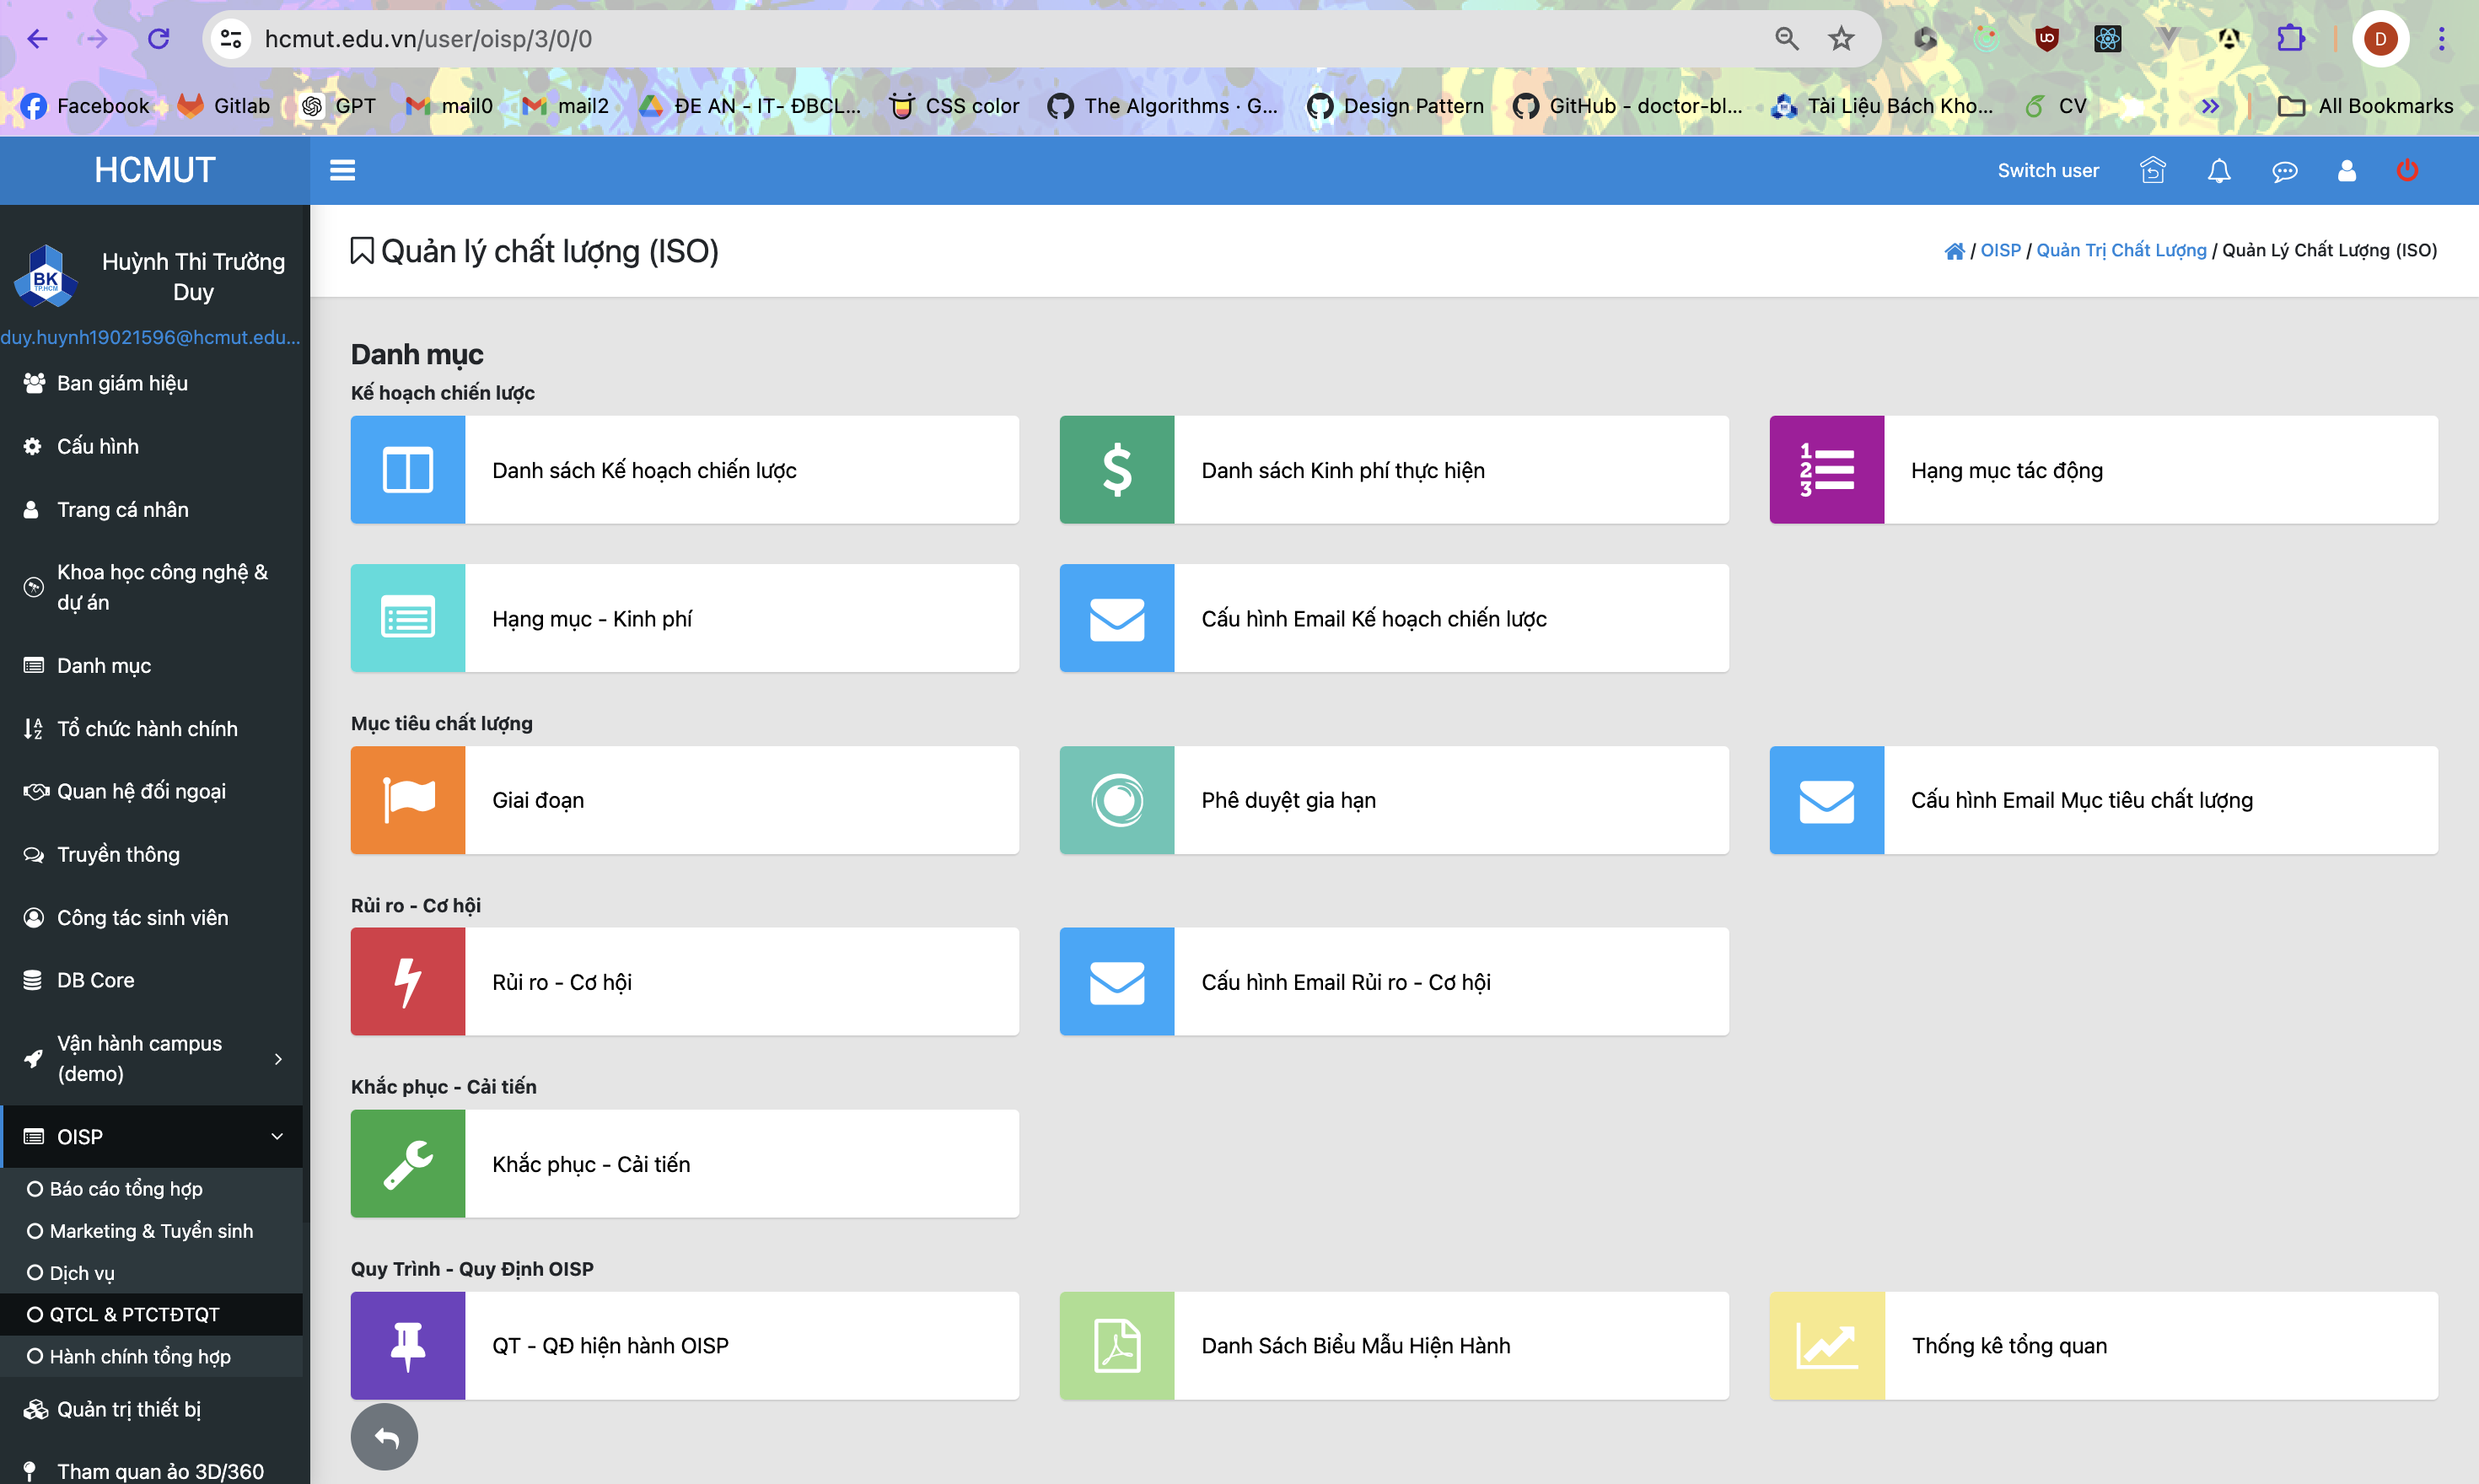 hcmut.edu.vn/user/oisp/3/0/0
D
Facebook
Gitlab
GPT
mail0
mail2
ĐE AN - IT- ĐBCL...
CSS color
The Algorithms · G...
Design Pattern
GitHub - doctor-bl...
Tài Liệu Bách Kho...
CV
All Bookmarks
HCMUT
Switch user
BK
TP.HCM
Huỳnh Thi Trường
Duy
duy.huynh19021596@hcmut.edu...
Ban giám hiệu
Cấu hình
Trang cá nhân
Khoa học công nghệ &
dự án
Danh mục
Tổ chức hành chính
Quan hệ đối ngoại
Truyền thông
Công tác sinh viên
DB Core
Vận hành campus
(demo)
OISP
Báo cáo tổng hợp
Marketing & Tuyển sinh
Dịch vụ
QTCL & PTCTĐTQT
Hành chính tổng hợp
Quản trị thiết bị
Tham quan ảo 3D/360
Quản lý chất lượng (ISO)
/ OISP / Quản Trị Chất Lượng / Quản Lý Chất Lượng (ISO)
Danh mục
Kế hoạch chiến lược
Danh sách Kế hoạch chiến lược
Danh sách Kinh phí thực hiện
Hạng mục tác động
Hạng mục - Kinh phí
Cấu hình Email Kế hoạch chiến lược
Mục tiêu chất lượng
Giai đoạn
Phê duyệt gia hạn
Cấu hình Email Mục tiêu chất lượng
Rủi ro - Cơ hội
Rủi ro - Cơ hội
Cấu hình Email Rủi ro - Cơ hội
Khắc phục - Cải tiến
Khắc phục - Cải tiến
Quy Trình - Quy Định OISP
QT - QĐ hiện hành OISP
Danh Sách Biểu Mẫu Hiện Hành
Thống kê tổng quan